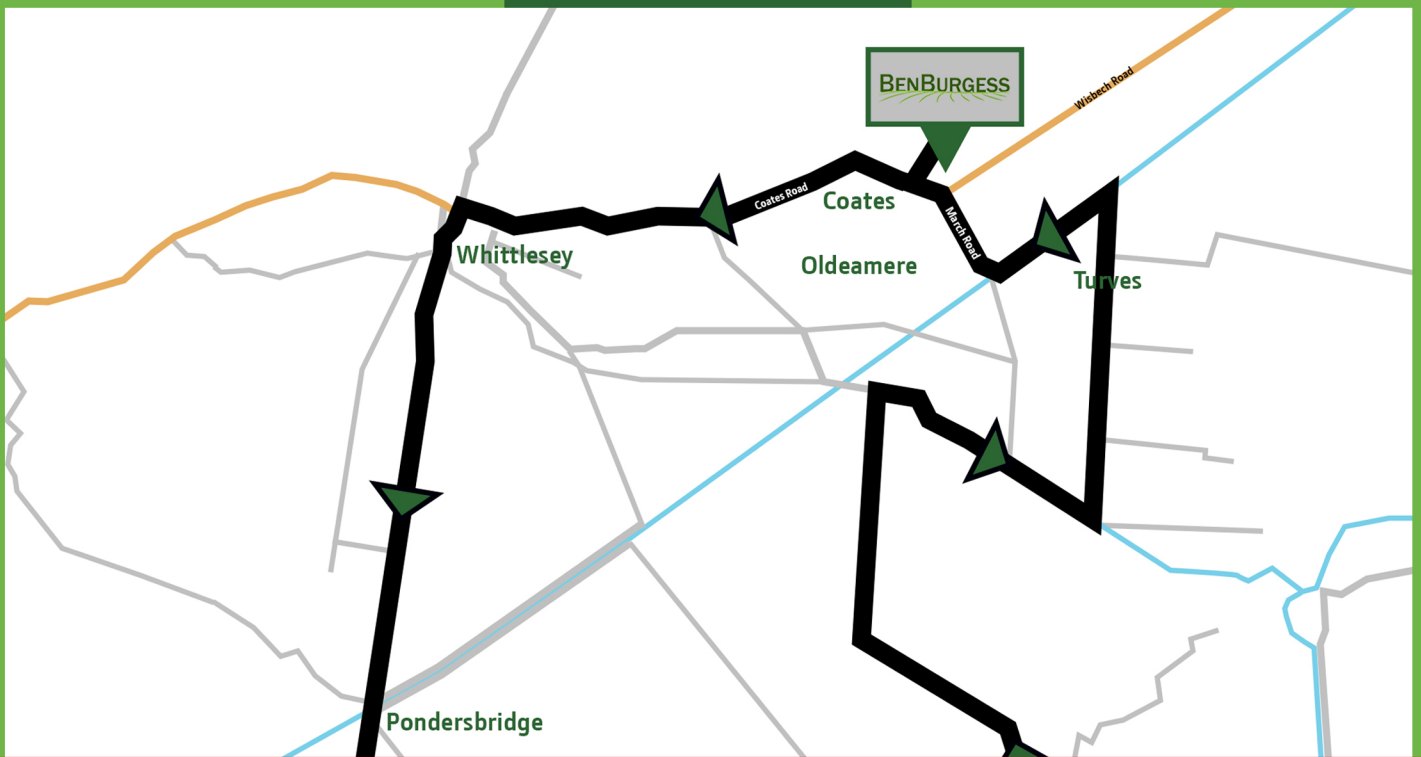 BENBURGESS
Wisbech Road
Coates Road
Coates
March Road
Whittlesey
Oldeamere
Turves
Pondersbridge